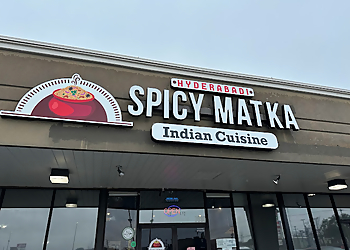 HYDERABADI
SPICY MATKA
Indian Cuisine